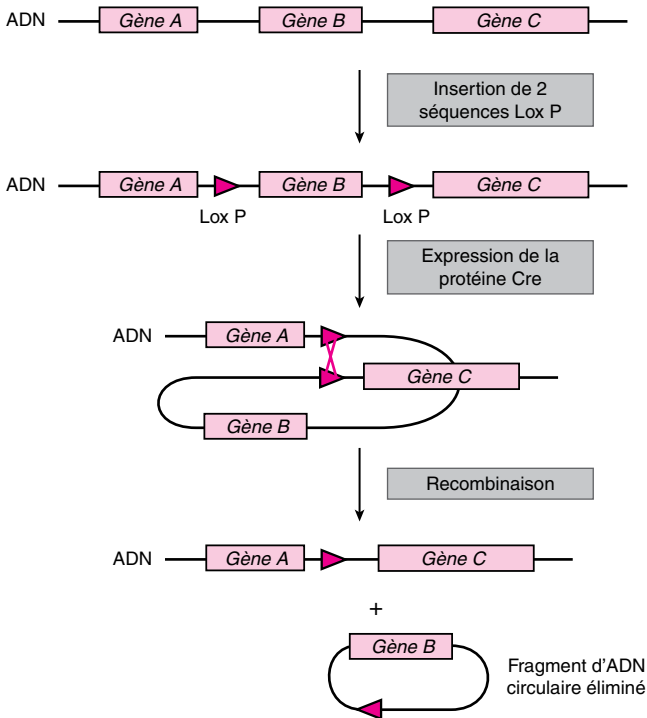 ADN Gène A Gène B Gène C
Insertion de 2
séquences Lox P
ADN Gène A Gène B Gène C
Lox P Lox P
Expression de la
protéine Cre
ADN Gène A
Gène C
Gène B
Recombinaison
ADN Gène A Gène C
+
Gène B
Fragment d'ADN
circulaire éliminé